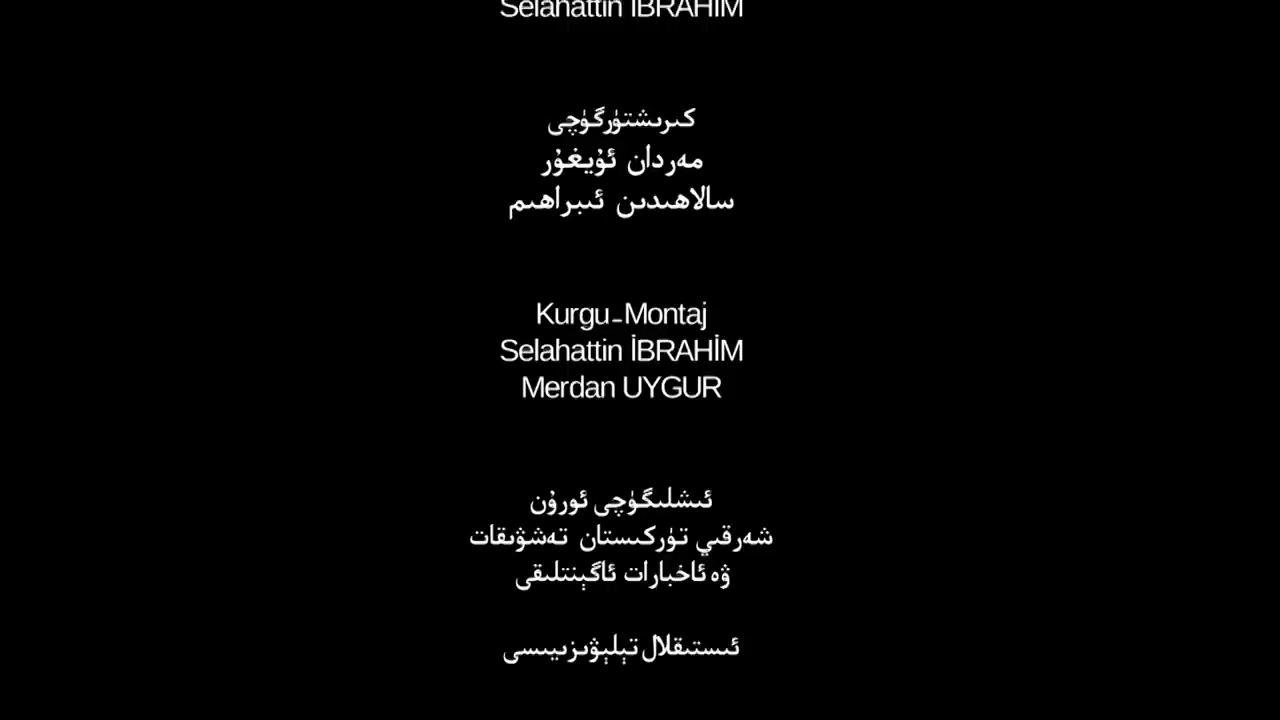 Selahattin İBRAHİM
كىرىشتۈرگۈچى
مەردان ئۇيغۇر
سالاھىدىن ئىبراھىم
Kurgu-Montaj
Selahattin İBRAHİM
Merdan UYGUR
ئىشلىگۈچى ئورۇن
شەرقىي تۈركىستان تەشۋىقات
ۋە ئاخبارات ئاگېنتلىقى
ئىستىقلال تېلېۋىزىيىسى